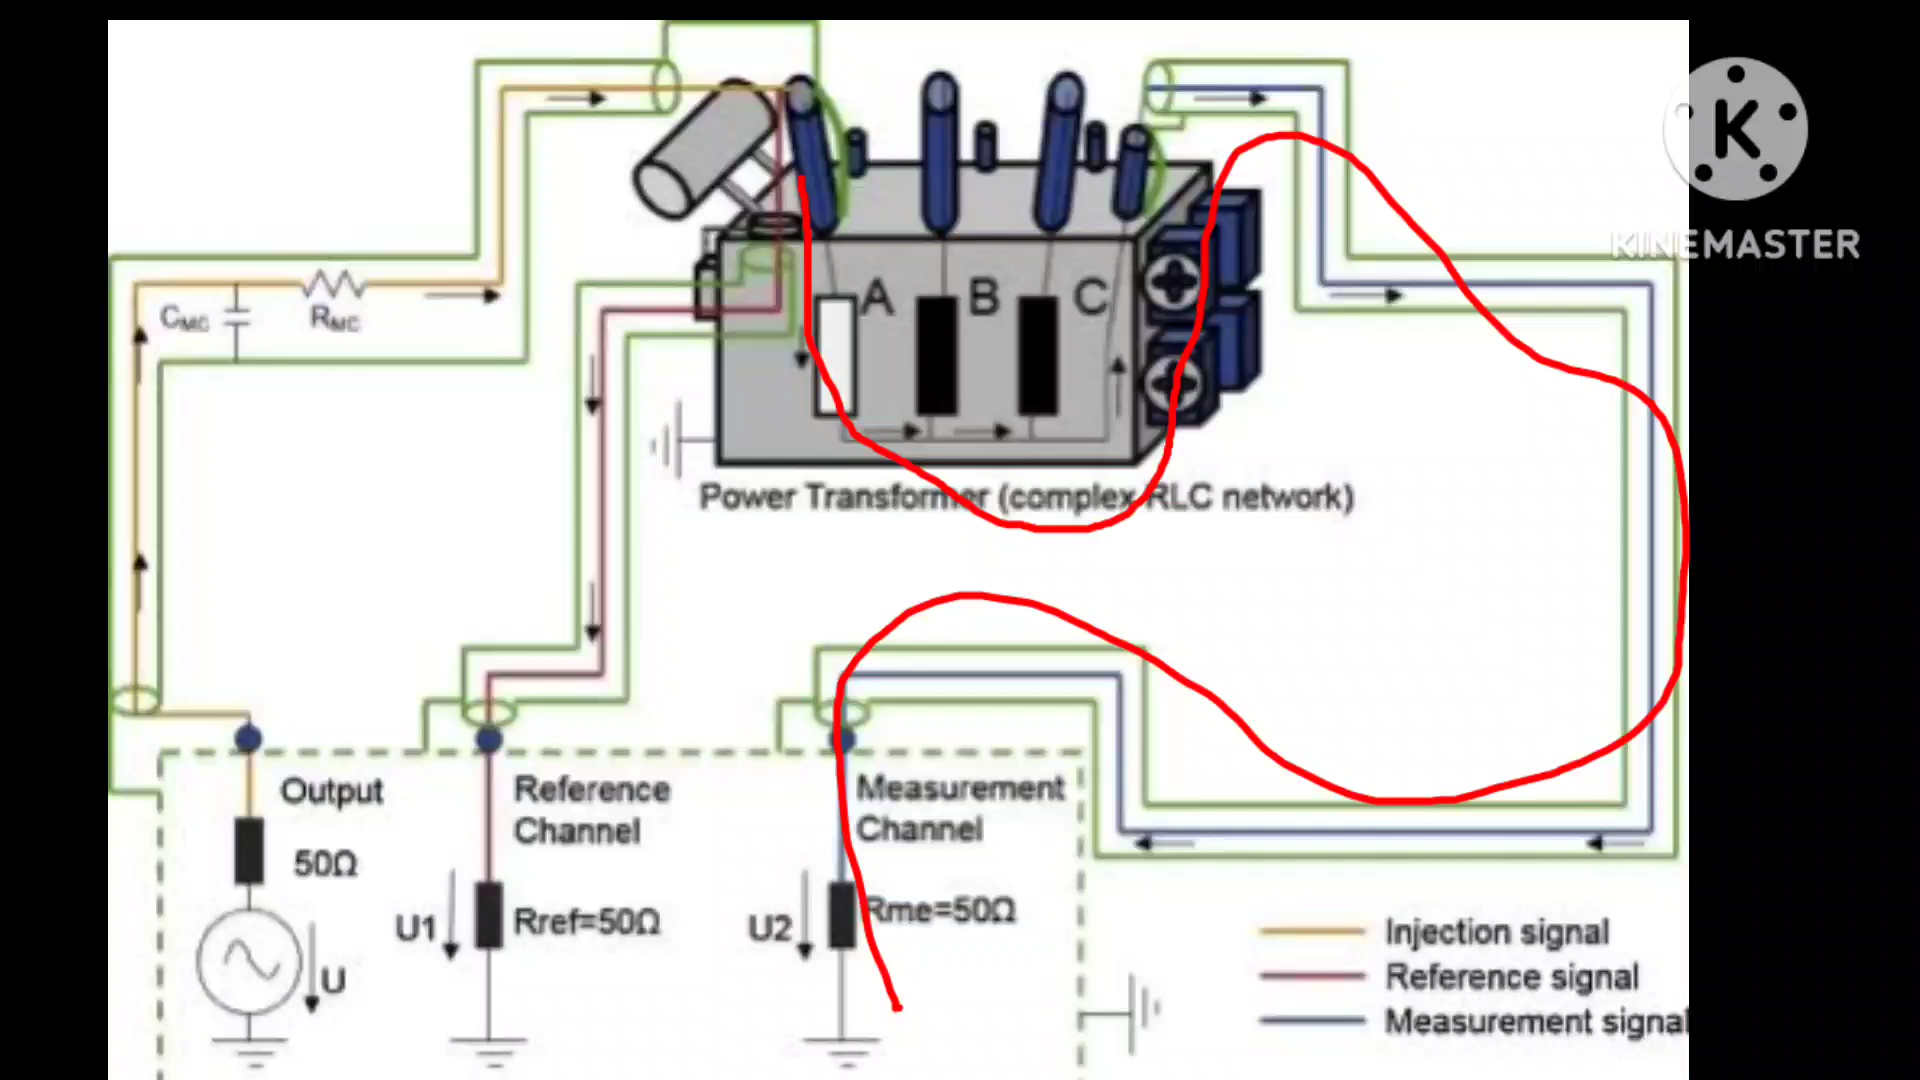 K
KINEMASTER
CMC
RMC
A
B
C
Power Transformer (complex RLC network)
Output
50Ω
U
Reference
Channel
U1
Rref=50Ω
Measurement
Channel
U2
Rme=50Ω
Injection signal
Reference signal
Measurement signal